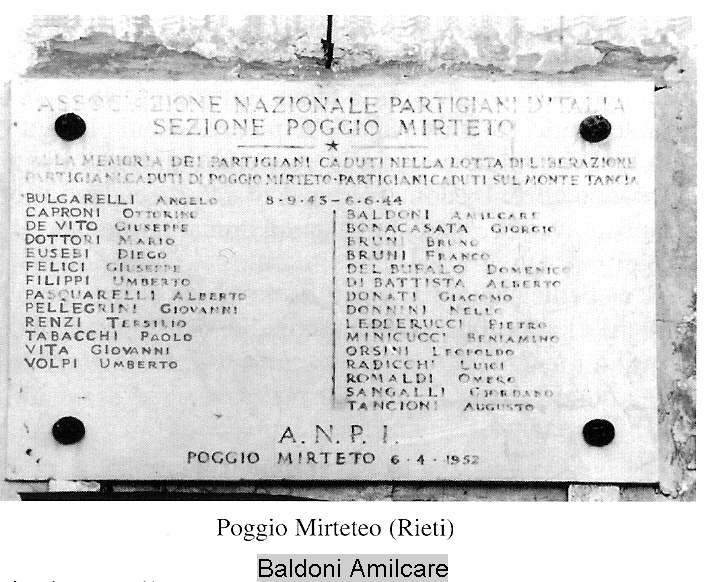 ASSOCIAZIONE NAZIONALE PARTIGIANI D'ITALIA
SEZIONE POGGIO MIRTETO
ALLA MEMORIA DEI PARTIGIANI CADUTI NELLA LOTTA DI LIBERAZIONE
PARTIGIANI CADUTI DI POGGIO MIRTETO-PARTIGIANI CADUTI SUL MONTE TANCIA
8-9-43-6-6-44
BULGARELLI ANGELO
CAPRONI OTTORINO
DE VITO GIUSEPPE
DOTTORI MARIO
EUSEBI DIEGO
FELICI GIUSEPPE
FILIPPI UMBERTO
PASQUARELLI ALBERTO
PELLEGRINI GIOVANNI
RENZI TERSILIO
TABACCHI PAOLO
VITA GIOVANNI
VOLPI UMBERTO
BALDONI AMILCARE
BONACASATA GIORGIO
BRUNI BRUNO
BRUNI FRANCO
DEL BUFALO DOMENICO
DI BATTISTA ALBERTO
DONATI GIACOMO
DONNINI NELLO
LEDDERUCCI PIETRO
MINICUCCI BENIAMINO
ORSINI LEOPOLDO
RADICCHI LUIGI
ROMALDI OMERO
SANGALLI GIORDANO
TANCIONI AUGUSTO
A.N.P.I.
POGGIO MIRTETO 6-4-1952
Poggio Mirteteo (Rieti)
Baldoni Amilcare